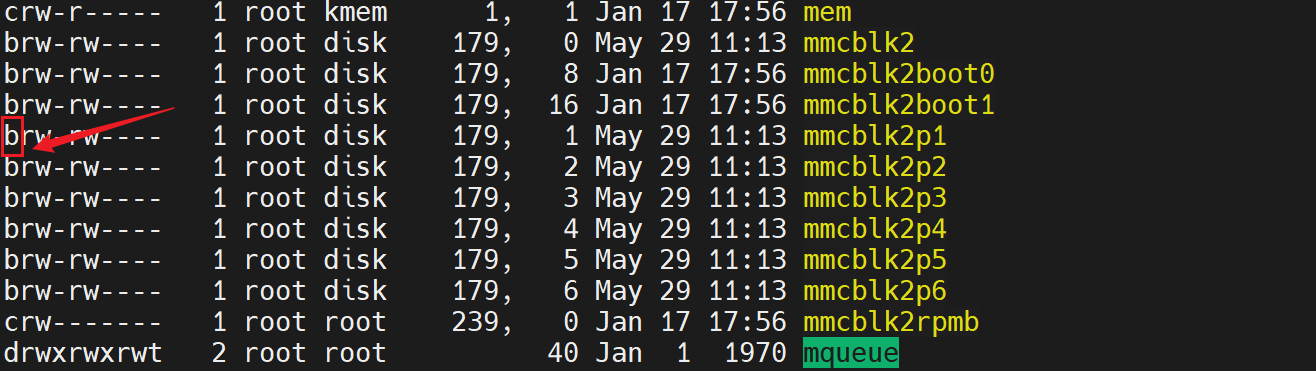 crw-r-----   1 root kmem      1,   1 Jan 17 17:56 mem
brw-rw----   1 root disk    179,   0 May 29 11:13 mmcblk2
brw-rw----   1 root disk    179,   8 Jan 17 17:56 mmcblk2boot0
brw-rw----   1 root disk    179,  16 Jan 17 17:56 mmcblk2boot1
brw-rw----   1 root disk    179,   1 May 29 11:13 mmcblk2p1
brw-rw----   1 root disk    179,   2 May 29 11:13 mmcblk2p2
brw-rw----   1 root disk    179,   3 May 29 11:13 mmcblk2p3
brw-rw----   1 root disk    179,   4 May 29 11:13 mmcblk2p4
brw-rw----   1 root disk    179,   5 May 29 11:13 mmcblk2p5
brw-rw----   1 root disk    179,   6 May 29 11:13 mmcblk2p6
crw-------   1 root root    239,   0 Jan 17 17:56 mmcblk2rpmb
drwxrwxrwt   2 root root          40 Jan  1  1970 mqueue